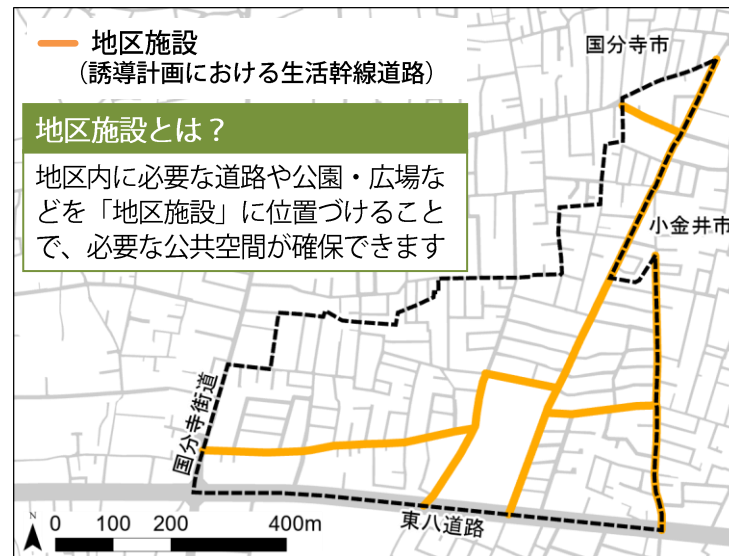 地区施設
（誘導計画における生活幹線道路）
地区施設とは？
地区内に必要な道路や公園・広場な
どを「地区施設」に位置づけること
で、必要な公共空間が確保できます
国分寺市
小金井市
国分寺街道
東八道路
N
0 100 200 400m